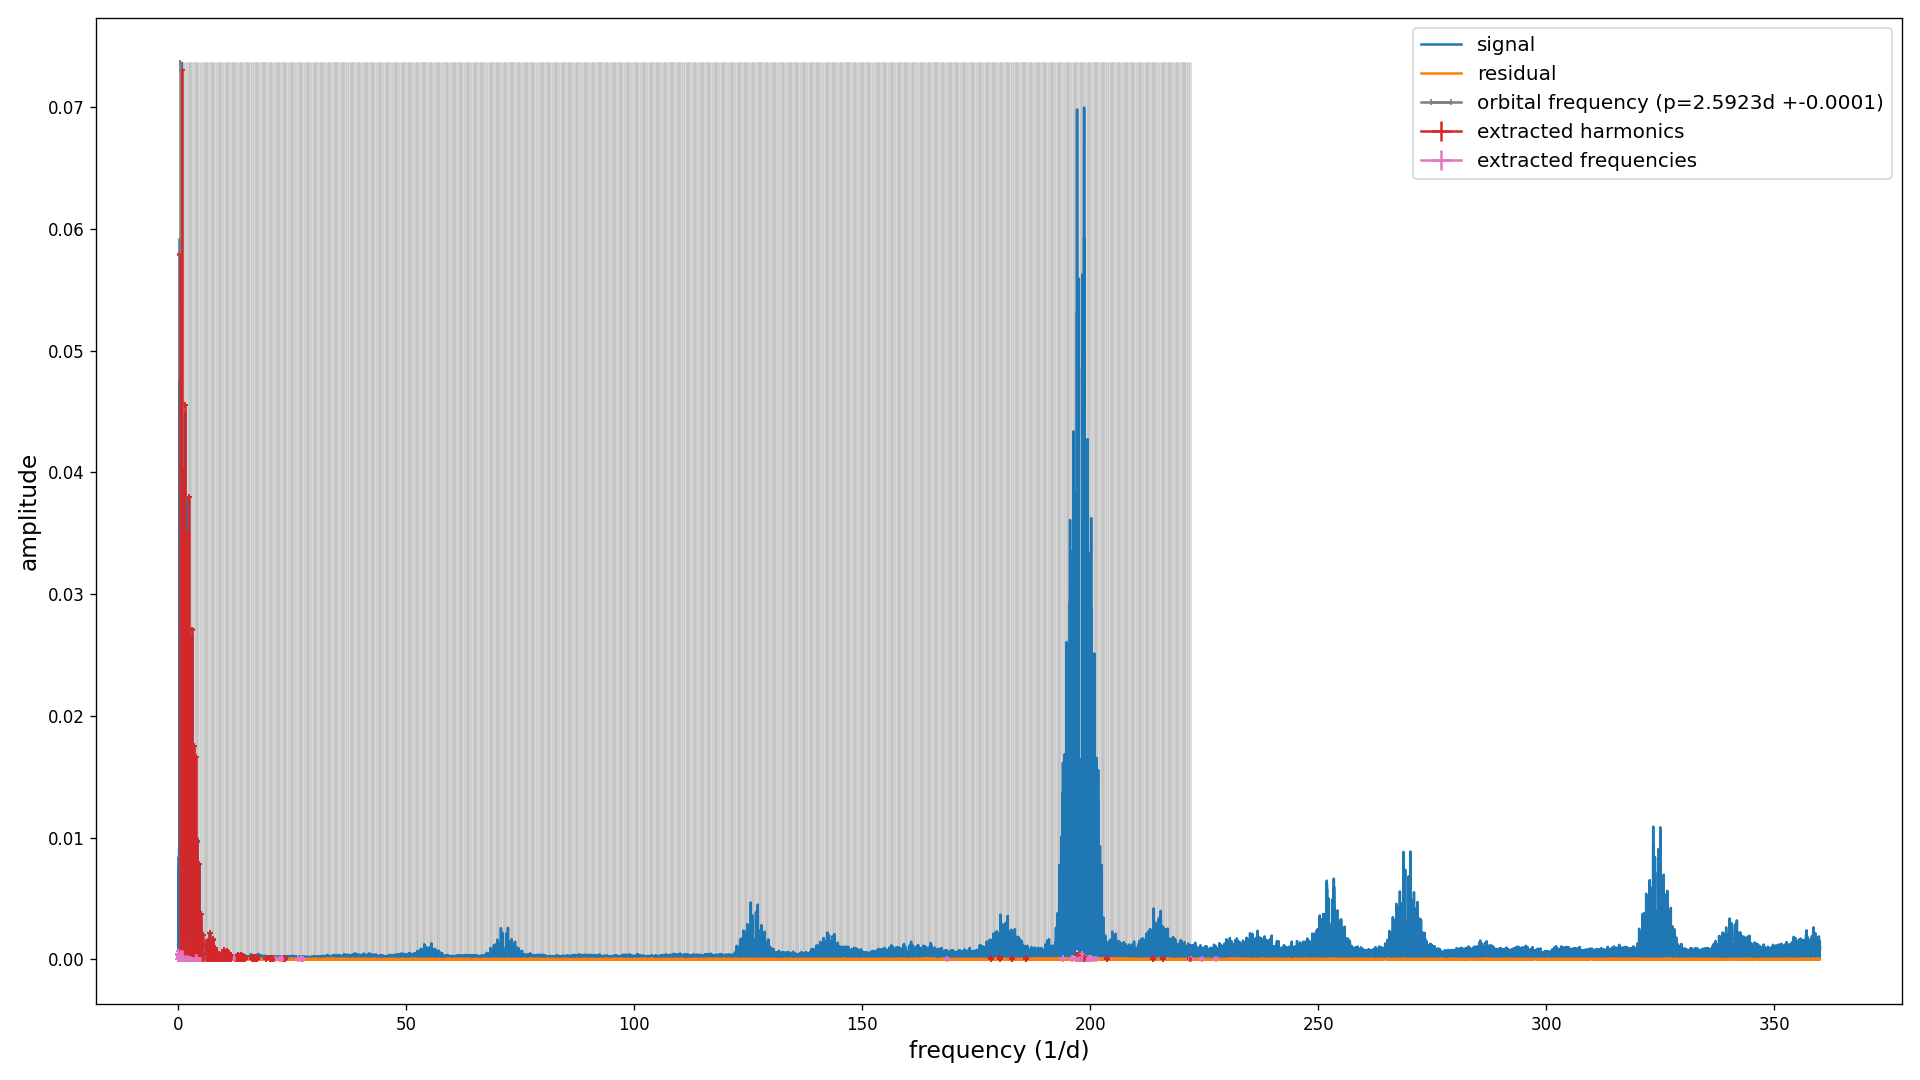 signal
residual
orbital frequency (p=2.5923d +-0.0001)
extracted harmonics
extracted frequencies
0.07
0.06
0.05
0.04
0.03
0.02
0.01
0.00
amplitude
0 50 100 150 200 250 300 350
frequency (1/d)